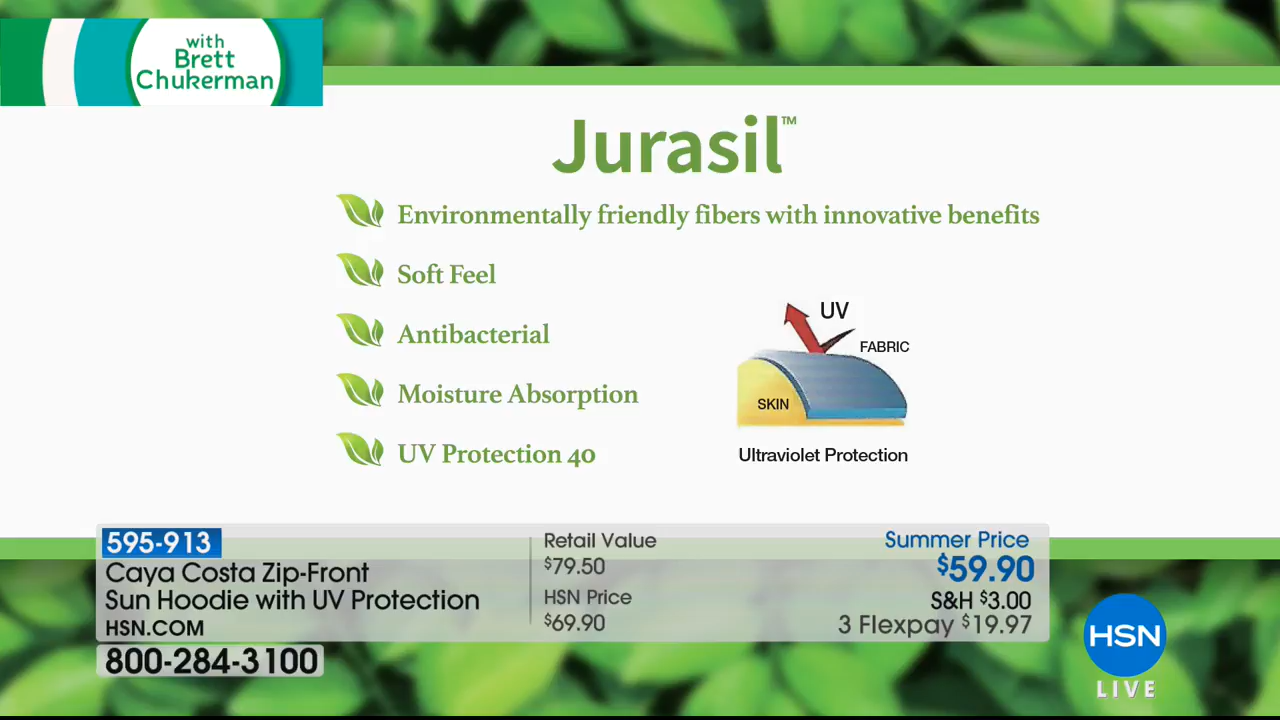 with
Brett
Chukerman
Jurasil™
Environmentally friendly fibers with innovative benefits
Soft Feel
Antibacterial
Moisture Absorption
UV Protection 40
UV
FABRIC
SKIN
Ultraviolet Protection
595-913
Caya Costa Zip-Front
Sun Hoodie with UV Protection
HSN.COM
800-284-3100
Retail Value
$79.50
HSN Price
$69.90
Summer Price
$59.90
S&H $3.00
3 Flexpay $19.97
HSN
LIVE